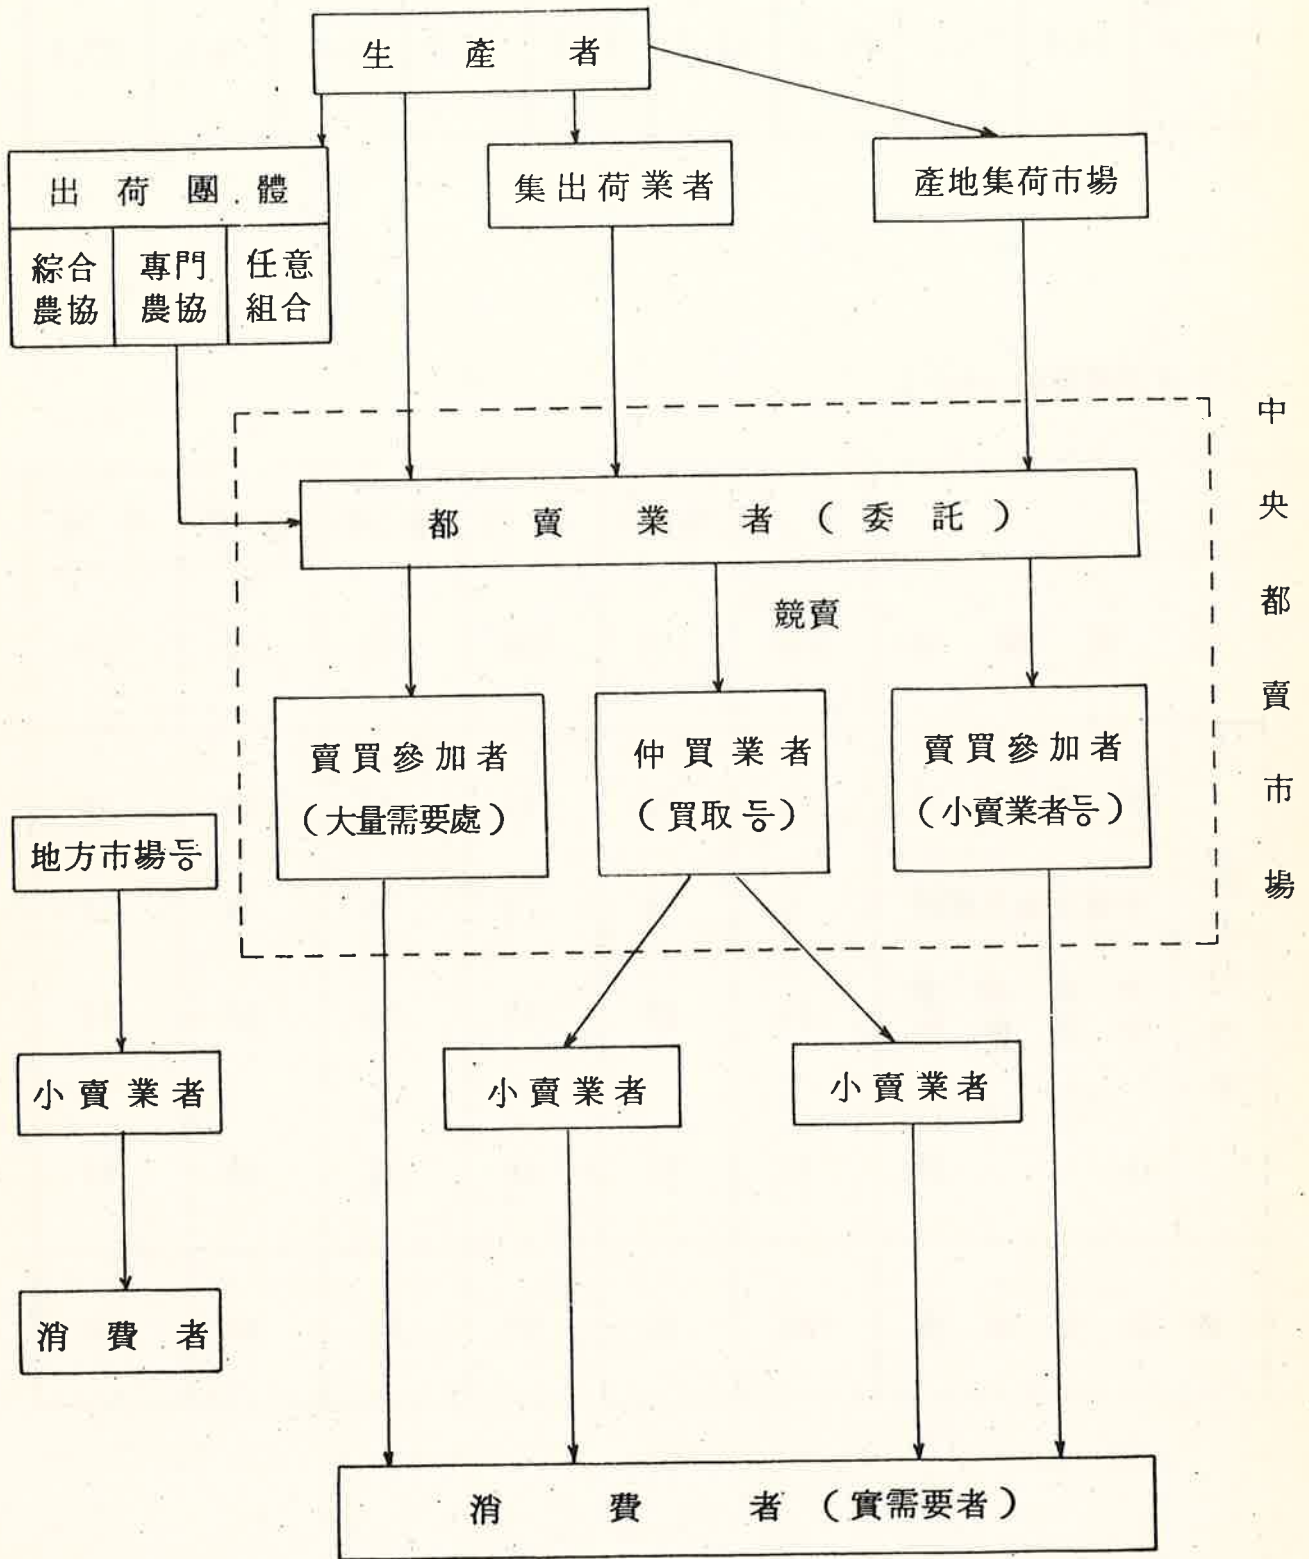 生產者
出荷團體
綜合農協
專門農協
任意組合
集出荷業者
產地集荷市場
中央都賣市場
都賣業者(委託)
競賣
賣買參加者
(大量需要處)
仲買業者
(買取등)
賣買參加者
(小賣業者등)
地方市場등
小賣業者
小賣業者
小賣業者
消費者
消費者(實需要者)